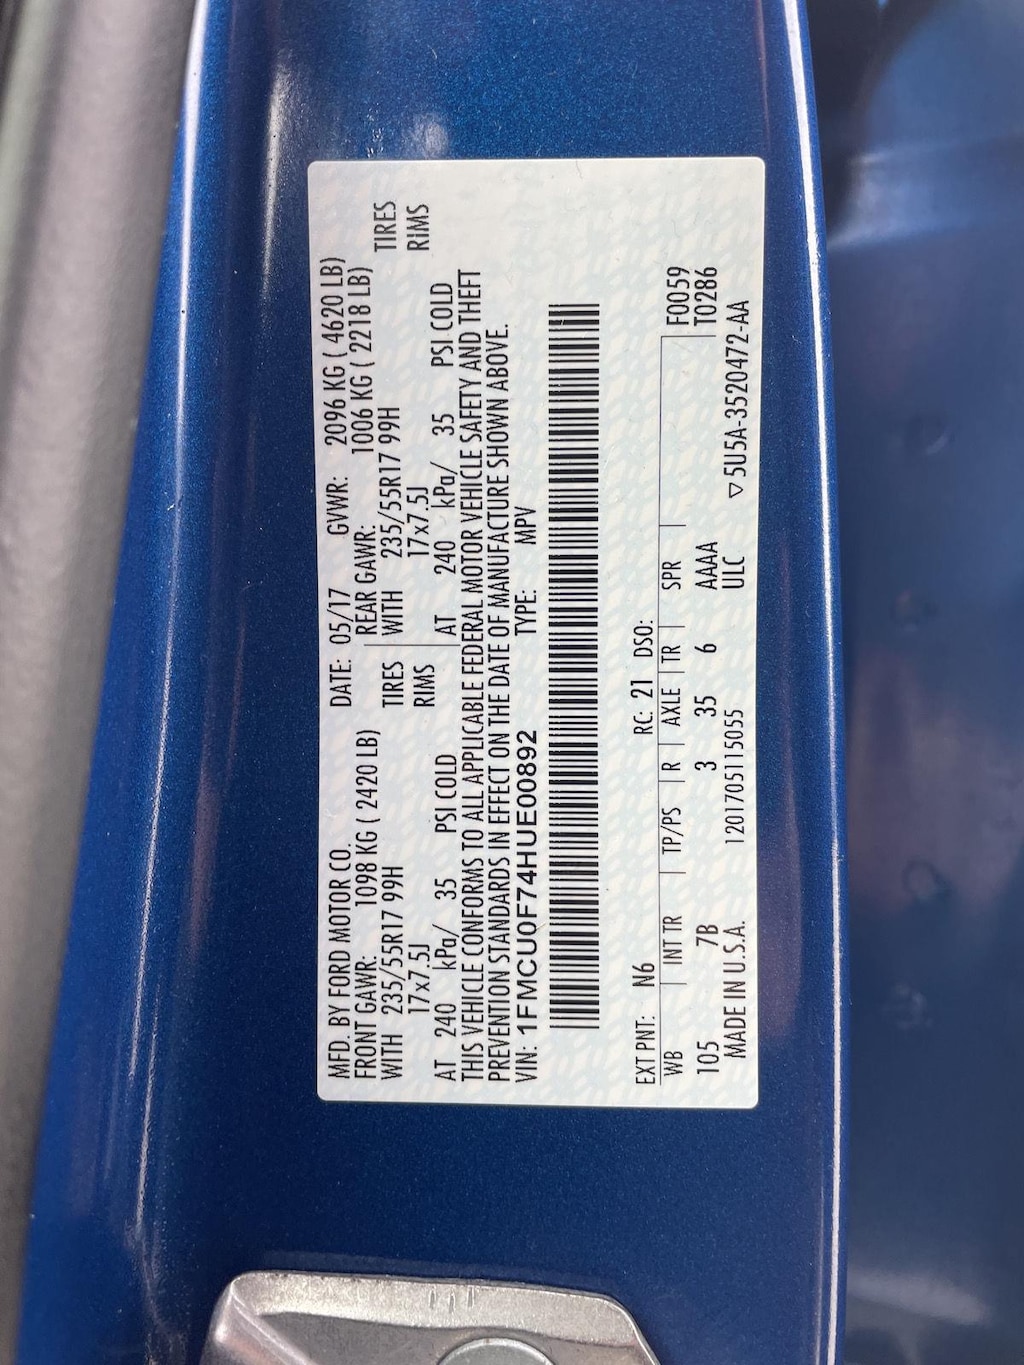 MFD. BY FORD MOTOR CO. DATE: 05/17 GVWR: 2096 KG ( 4620 LB)
FRONT GAWR: 1098 KG ( 2420 LB) REAR GAWR: 1006 KG ( 2218 LB)
WITH 235/55R17 99H TIRES WITH 235/55R17 99H TIRES
17x7.5J RIMS 17x7.5J RIMS
AT 240 kPa/ 35 PSI COLD AT 240 kPa/ 35 PSI COLD
THIS VEHICLE CONFORMS TO ALL APPLICABLE FEDERAL MOTOR VEHICLE SAFETY AND THEFT
PREVENTION STANDARDS IN EFFECT ON THE DATE OF MANUFACTURE SHOWN ABOVE.
VIN: 1FMCU0F74HUE00892 TYPE: MPV
EXT PNT: N6 RC: 21 DSO:
WB INT TR TP/PS R AXLE TR SPR F0059
105 7B 3 35 6 AAAA T0286
MADE IN U.S.A. 1201705115055 ULC ▽ 5U5A-3520472-AA